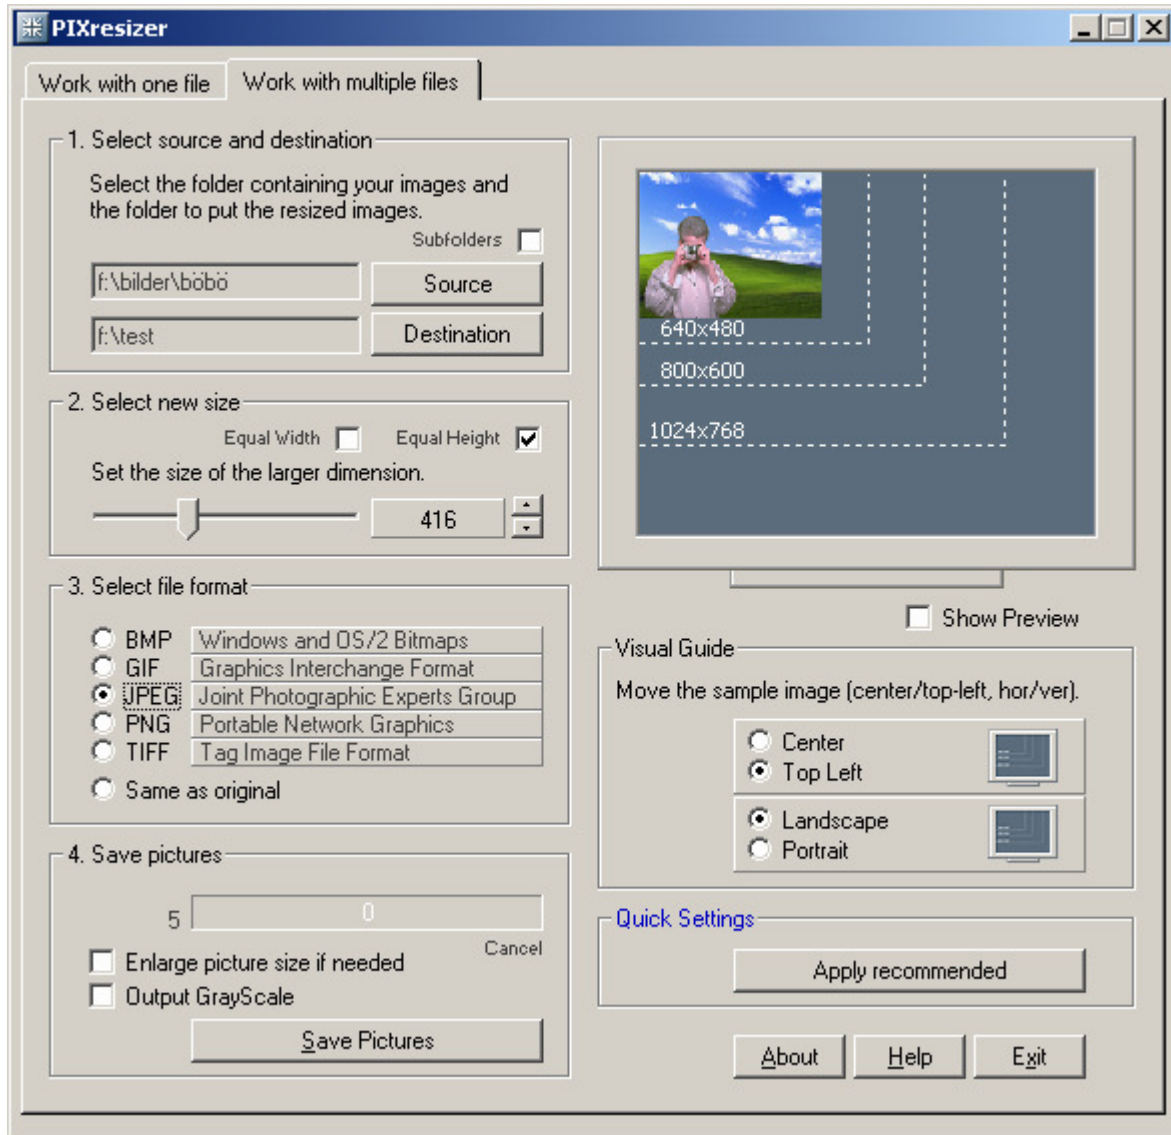 PIXresizer
Work with one file
Work with multiple files
1. Select source and destination
Select the folder containing your images and
the folder to put the resized images.
Subfolders
f:\bilder\böbö
Source
f:\test
Destination
2. Select new size
Equal Width
Equal Height
Set the size of the larger dimension.
416
3. Select file format
BMP Windows and OS/2 Bitmaps
GIF Graphics Interchange Format
JPEG Joint Photographic Experts Group
PNG Portable Network Graphics
TIFF Tag Image File Format
Same as original
4. Save pictures
5
0
Cancel
Enlarge picture size if needed
Output GrayScale
Save Pictures
640x480
800x600
1024x768
Show Preview
Visual Guide
Move the sample image (center/top-left, hor/ver).
Center
Top Left
Landscape
Portrait
Quick Settings
Apply recommended
About
Help
Exit